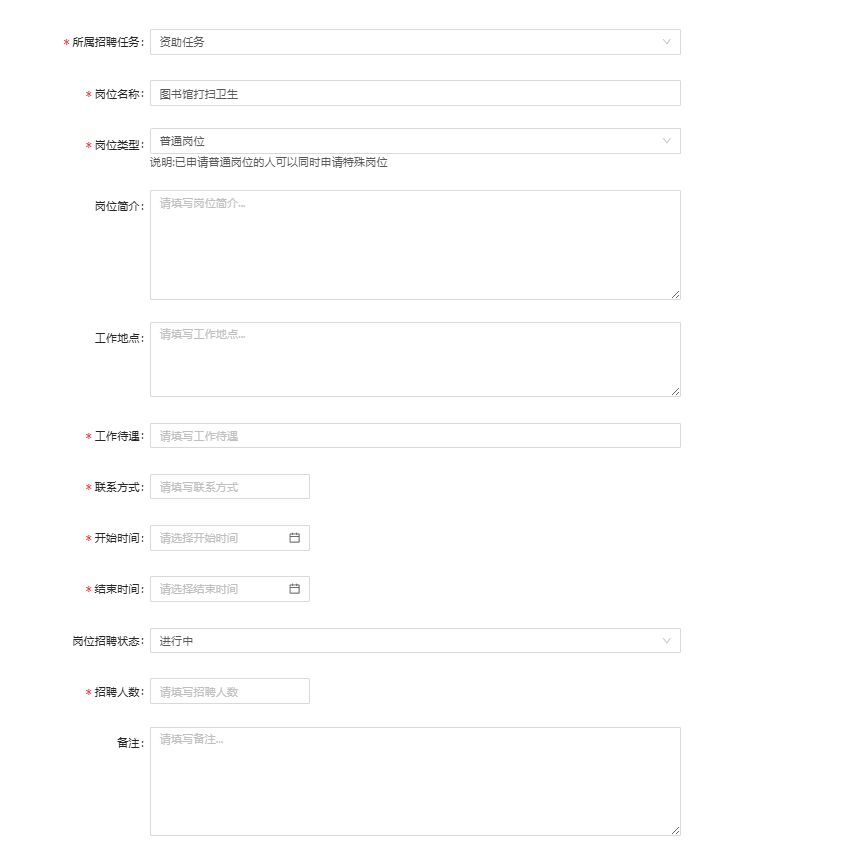 * 所属招聘任务: 资助任务
* 岗位名称: 图书馆打扫卫生
* 岗位类型: 普通岗位
说明:已申请普通岗位的人可以同时申请特殊岗位
岗位简介: 请填写岗位简介...
工作地点: 请填写工作地点...
* 工作待遇: 请填写工作待遇
* 联系方式: 请填写联系方式
* 开始时间: 请选择开始时间
* 结束时间: 请选择结束时间
岗位招聘状态: 进行中
* 招聘人数: 请填写招聘人数
备注: 请填写备注...